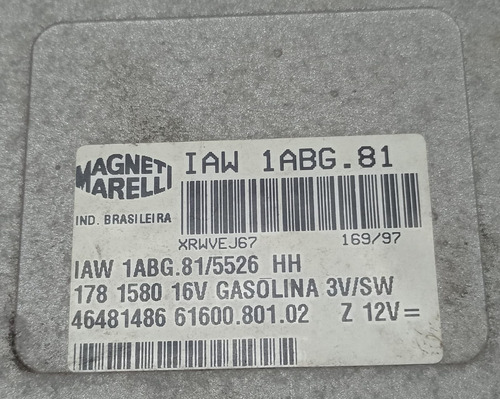 MAGNETI MARELLI
IAW 1ABG.81
IND. BRASILEIRA
XRWVEJ67
169/97
IAW 1ABG.81/5526 HH
178 1580 16V GASOLINA 3V/SW
46481486 61600.801.02 Z 12V=